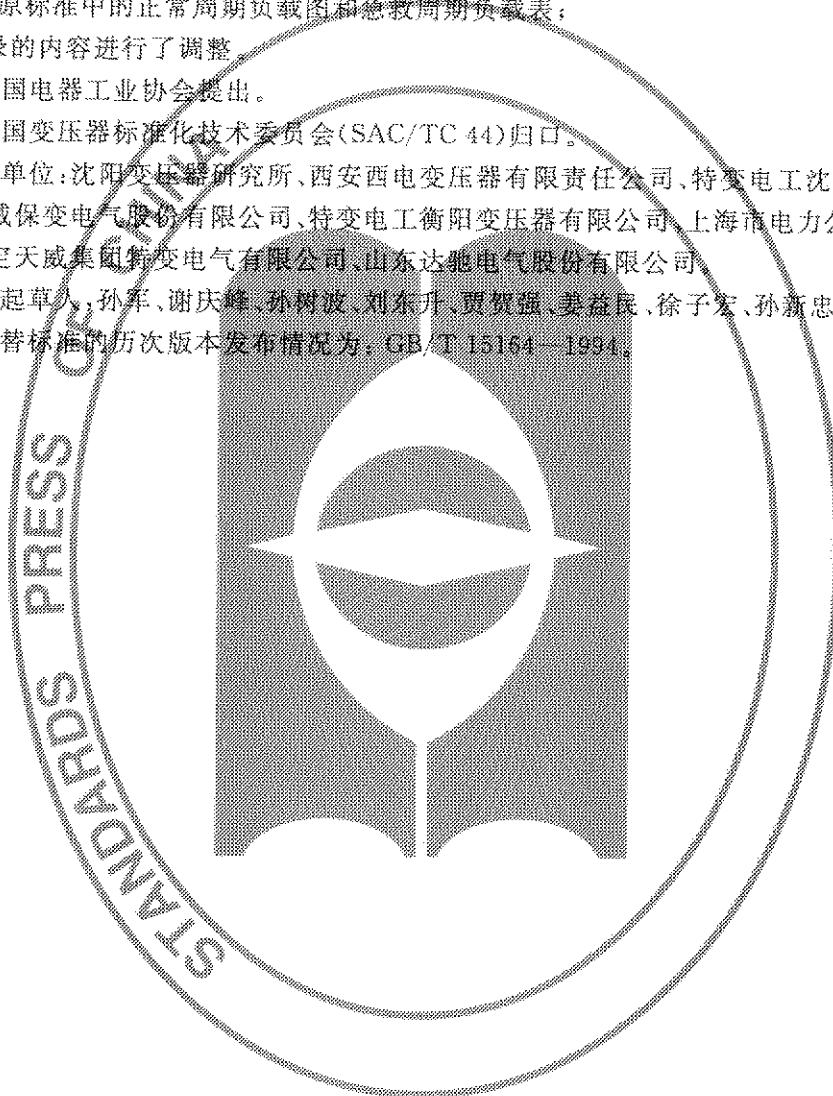 原标准中的正常周期负载图和急救周期负载表；
录的内容进行了调整。
国电器工业协会提出。
国变压器标准化技术委员会(SAC/TC 44)归口。
单位：沈阳变压器研究所、西安西电变压器有限责任公司、特变电工沈
威保变电气股份有限公司、特变电工衡阳变压器有限公司、上海市电力公
定天威集团特变电气有限公司、山东达驰电气股份有限公司。
起草人：孙军、谢庆峰、孙树波、刘东升、贾贺强、姜益民、徐子宏、孙新忠
替标准的历次版本发布情况为：GB/T 15164—1994。
STANDARDS PRESS OF CHINA